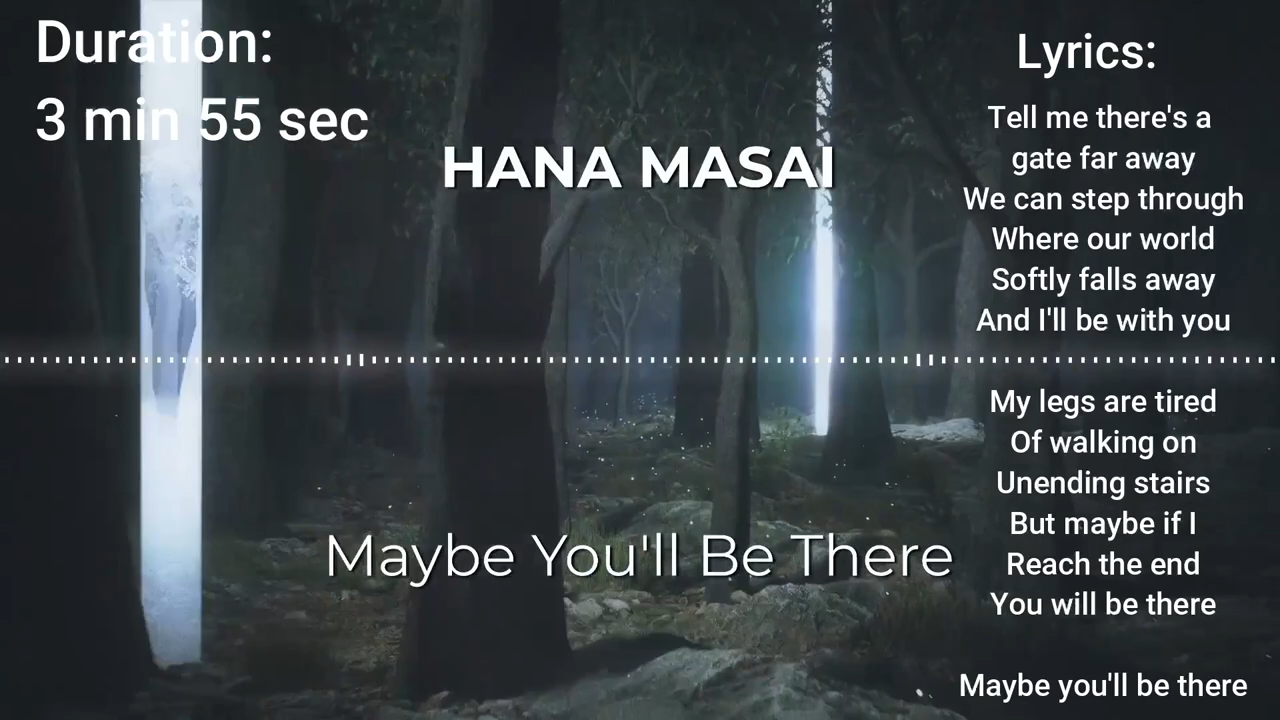 Duration:
3 min 55 sec
HANA MASAI
Maybe You'll Be There
Lyrics:
Tell me there's a
gate far away
We can step through
Where our world
Softly falls away
And I'll be with you
My legs are tired
Of walking on
Unending stairs
But maybe if I
Reach the end
You will be there
Maybe you'll be there